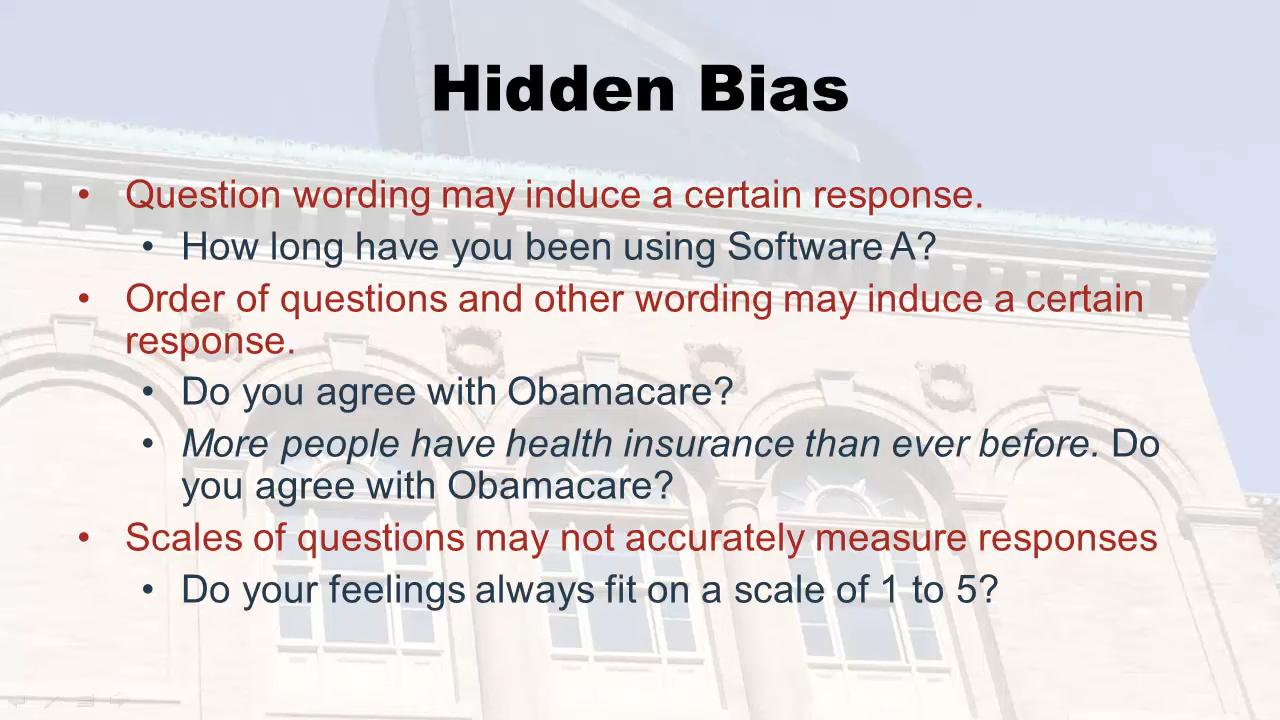 Hidden Bias
• Question wording may induce a certain response.
• How long have you been using Software A?
• Order of questions and other wording may induce a certain
response.
• Do you agree with Obamacare?
• More people have health insurance than ever before. Do
you agree with Obamacare?
• Scales of questions may not accurately measure responses
• Do your feelings always fit on a scale of 1 to 5?